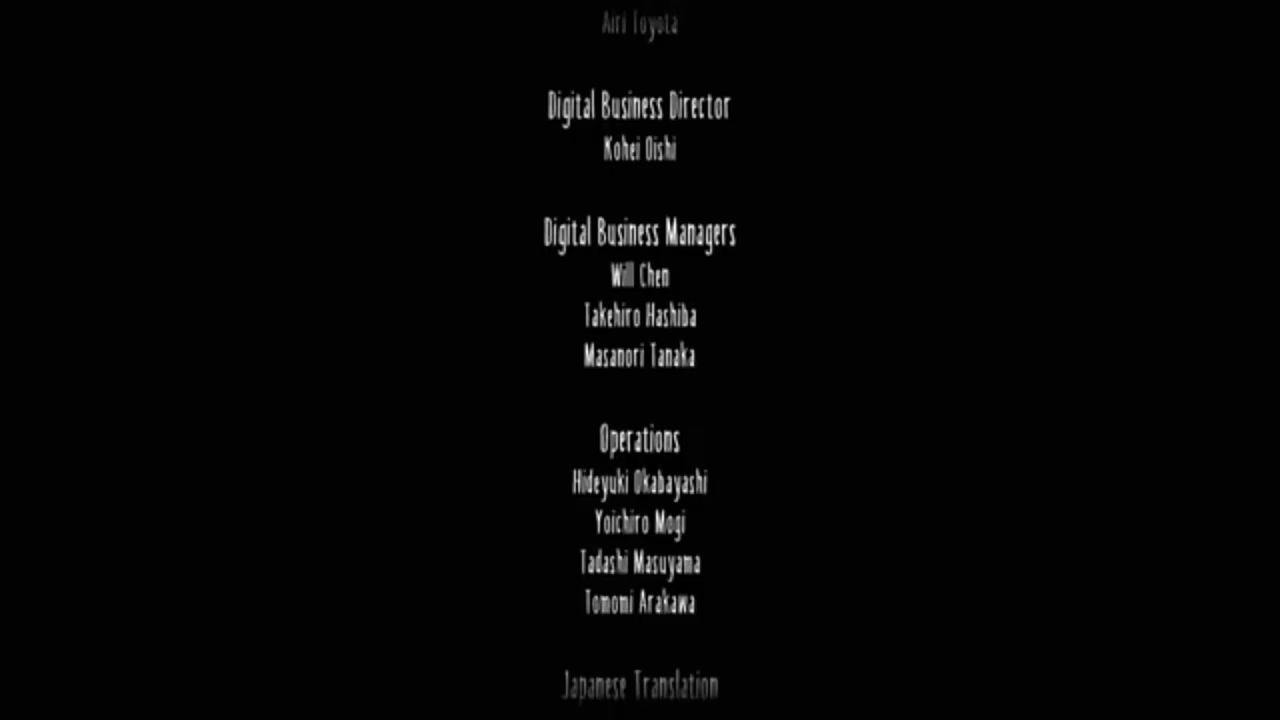 Airi Toyota
Digital Business Director
Kohei Oishi
Digital Business Managers
Will Chen
Takehiro Hashiba
Masanori Tanaka
Operations
Hideyuki Okabayashi
Yoichiro Mogi
Tadashi Masuyama
Tomomi Arakawa
Japanese Translation